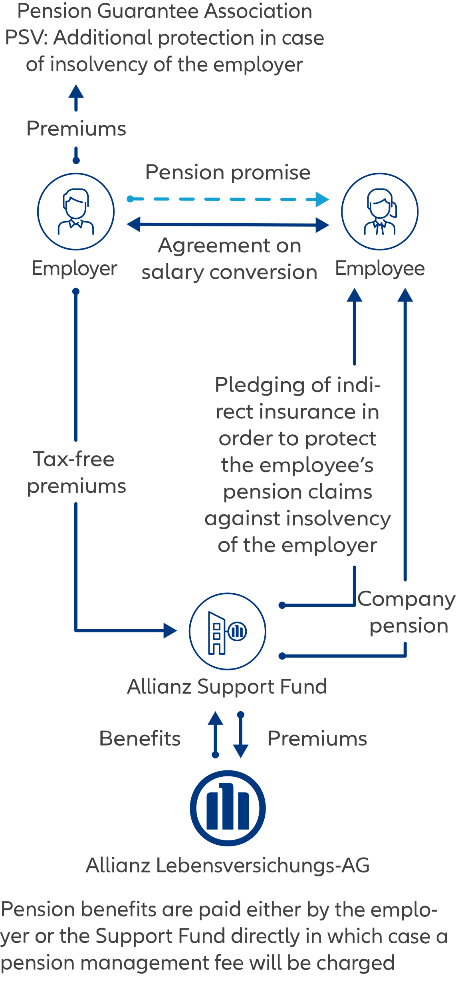 Pension Guarantee Association
PSV: Additional protection in case
of insolvency of the employer
Premiums
Pension promise
Agreement on
salary conversion
Employer
Employee
Pledging of indi-
rect insurance in
order to protect
the employee's
pension claims
against insolvency
of the employer
Tax-free
premiums
Company
pension
Allianz Support Fund
Benefits
Premiums
Allianz Lebensversichungs-AG
Pension benefits are paid either by the emplo-
yer or the Support Fund directly in which case a
pension management fee will be charged